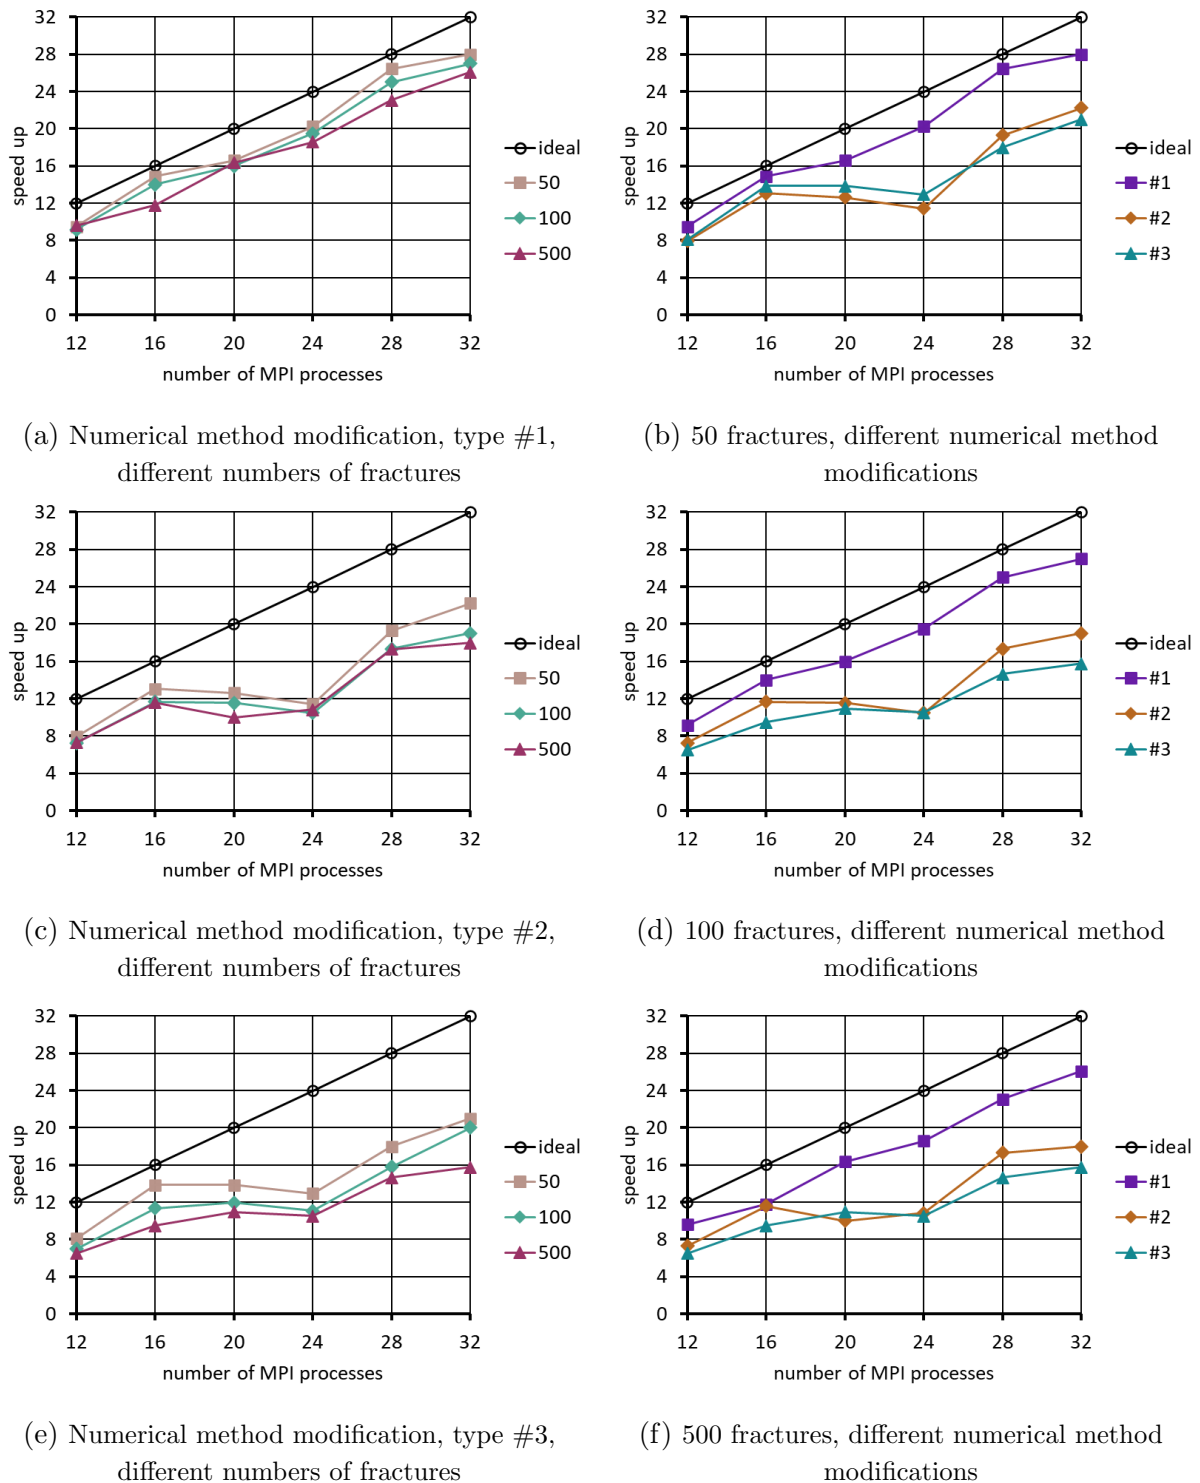 32
28
24
20
16
12
8
4
0
speed up
12 16 20 24 28 32
number of MPI processes
ideal
50
100
500
(a) Numerical method modification, type #1,
different numbers of fractures
32
28
24
20
16
12
8
4
0
speed up
12 16 20 24 28 32
number of MPI processes
ideal
#1
#2
#3
(b) 50 fractures, different numerical method
modifications
32
28
24
20
16
12
8
4
0
speed up
12 16 20 24 28 32
number of MPI processes
ideal
50
100
500
(c) Numerical method modification, type #2,
different numbers of fractures
32
28
24
20
16
12
8
4
0
speed up
12 16 20 24 28 32
number of MPI processes
ideal
#1
#2
#3
(d) 100 fractures, different numerical method
modifications
32
28
24
20
16
12
8
4
0
speed up
12 16 20 24 28 32
number of MPI processes
ideal
50
100
500
(e) Numerical method modification, type #3,
different numbers of fractures
32
28
24
20
16
12
8
4
0
speed up
12 16 20 24 28 32
number of MPI processes
ideal
#1
#2
#3
(f) 500 fractures, different numerical method
modifications